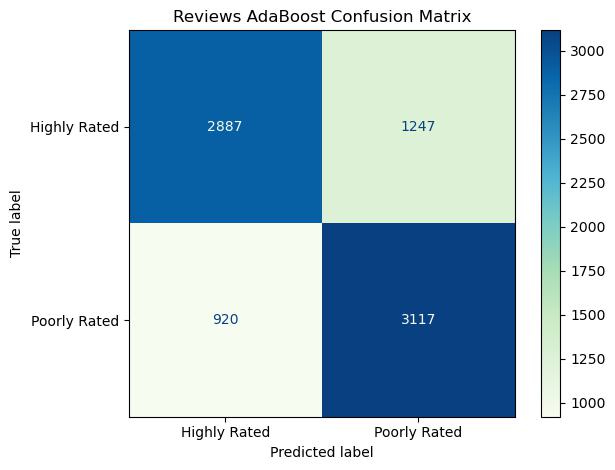 Reviews AdaBoost Confusion Matrix
True label
Highly Rated
2887 1247
Poorly Rated
920 3117
Highly Rated Poorly Rated
Predicted label
3000
2750
2500
2250
2000
1750
1500
1250
1000